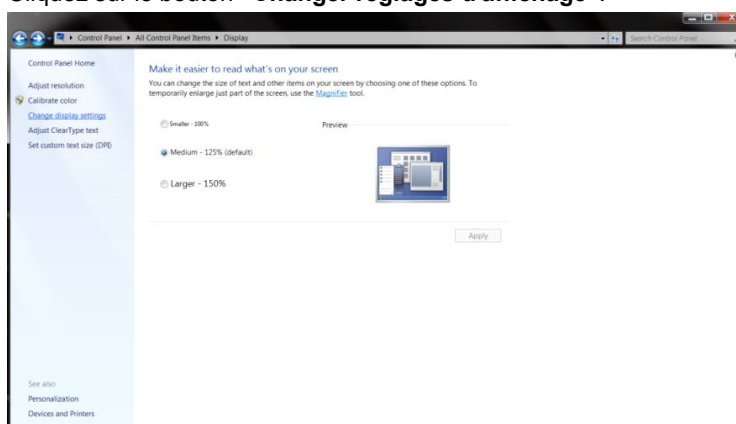 Cliquez sur le bouton "Changer réglages d'affichage".
Control Panel ▸ All Control Panel Items ▸ Display
Search Control Panel
Control Panel Home
Adjust resolution
Calibrate color
Change display settings
Adjust ClearType text
Set custom text size (DPI)
Make it easier to read what's on your screen
You can change the size of text and other items on your screen by choosing one of these options. To
temporarily enlarge just part of the screen, use the Magnifier tool.
Smaller - 100%
Preview
Medium - 125% (default)
Larger - 150%
Apply
See also
Personalization
Devices and Printers